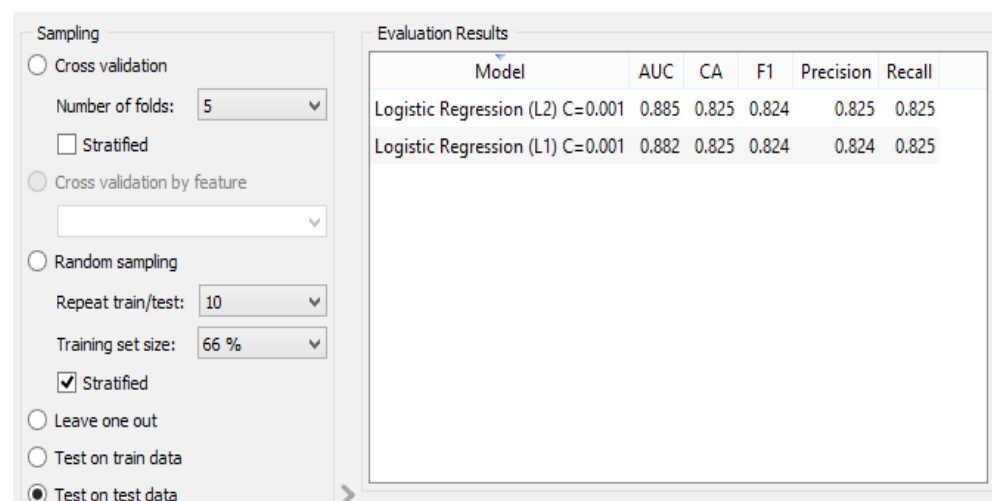 Sampling
Cross validation
Number of folds: 5
Stratified
Cross validation by feature
Random sampling
Repeat train/test: 10
Training set size: 66 %
Stratified
Leave one out
Test on train data
Test on test data
Evaluation Results
Model AUC CA F1 Precision Recall
Logistic Regression (L2) C=0.001 0.885 0.825 0.824 0.825 0.825
Logistic Regression (L1) C=0.001 0.882 0.825 0.824 0.824 0.825